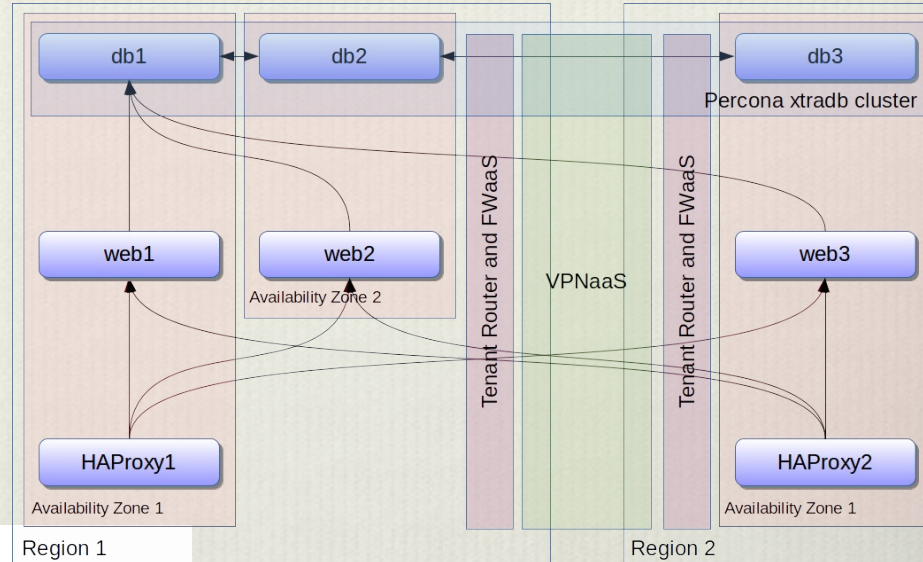 db1
db2
db3
Percona xtradb cluster
web1
web2
web3
Availability Zone 2
Tenant Router and FWaaS
VPNaaS
Tenant Router and FWaaS
HAProxy1
HAProxy2
Availability Zone 1
Availability Zone 1
Region 1
Region 2